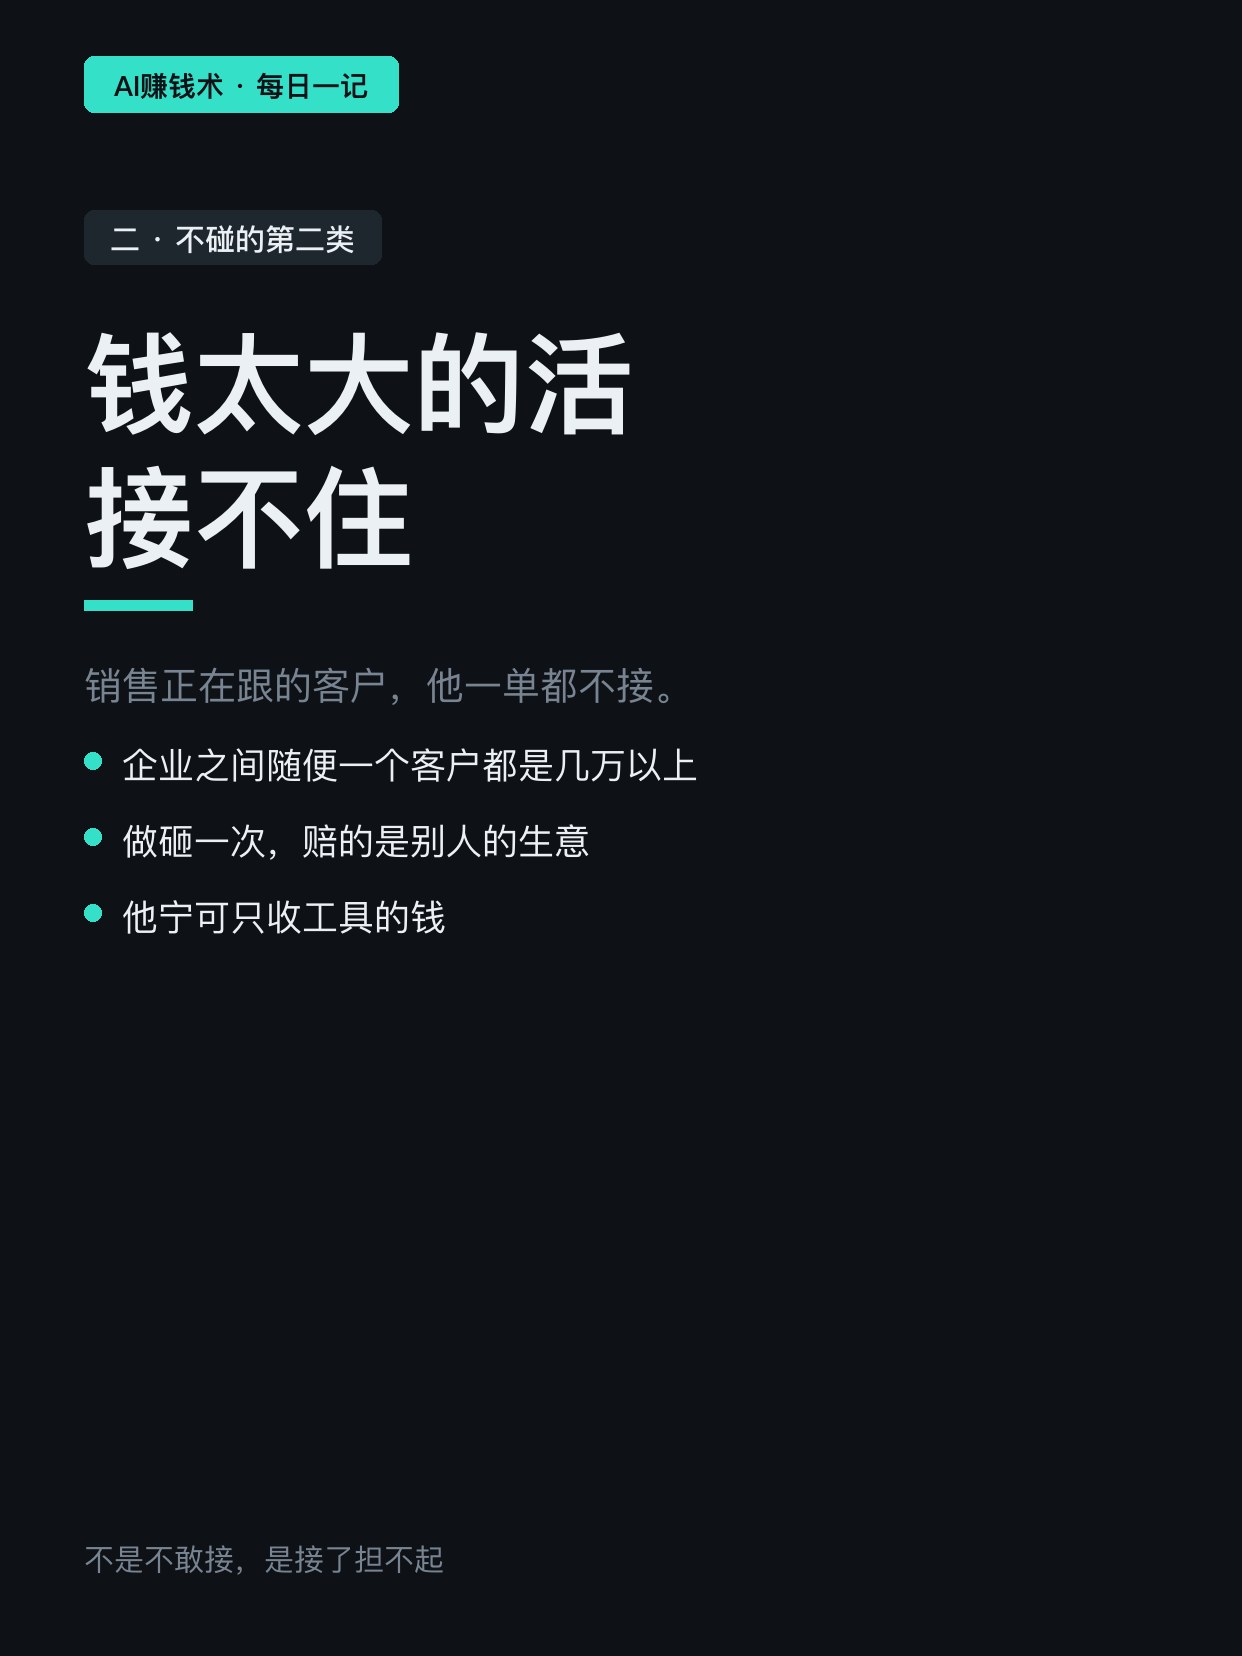 AI赚钱术 · 每日一记
二 · 不碰的第二类
钱太大的活
接不住
销售正在跟的客户，他一单都不接。
企业之间随便一个客户都是几万以上
做砸一次，赔的是别人的生意
他宁可只收工具的钱
不是不敢接，是接了担不起